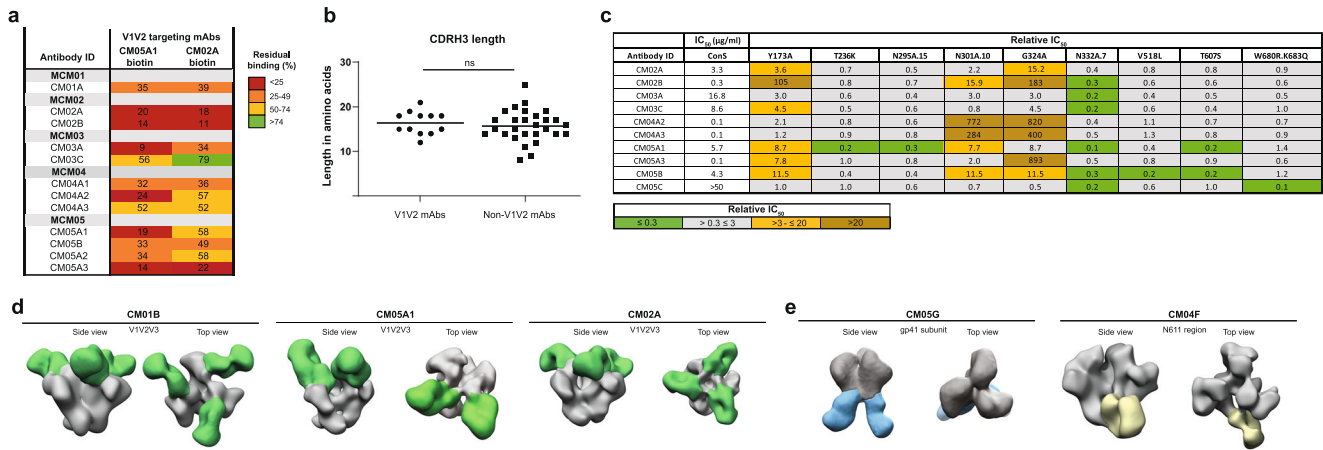 a
V1V2 targeting mAbs
Antibody ID CM05A1 biotin CM02A biotin
MCM01
CM01A 35 39
MCM02
CM02A 20 18
CM02B 14 11
MCM03
CM03A 9 34
CM03C 56 79
MCM04
CM04A1 32 36
CM04A2 24 57
CM04A3 52 52
MCM05
CM05A1 19 58
CM05B 33 49
CM05A2 34 58
CM05A3 14 22
Residual binding (%)
<25
25-49
50-74
>74
b
CDRH3 length
ns
Length in amino acids
30
20
10
V1V2 mAbs Non-V1V2 mAbs
c
IC50 (µg/ml) Relative IC50
Antibody ID ConS Y173A T236K N295A.15 N301A.10 G324A N332A.7 V518L T607S W680R.K683Q
CM02A 3.3 3.6 0.7 0.5 2.2 15.2 0.4 0.8 0.8 0.9
CM02B 0.3 105 0.6 0.7 15.9 183 0.3 0.6 0.6 0.9
CM03A 16.8 3.0 0.6 0.4 3.0 3.0 0.2 0.4 0.5 0.5
CM03C 8.6 4.5 0.5 0.6 0.8 4.5 0.2 0.6 0.4 1.0
CM04A2 0.1 2.1 0.8 0.6 772 820 0.4 1.1 0.7 0.7
CM04A3 0.1 1.2 0.9 0.8 284 400 0.5 1.3 0.8 0.9
CM05A1 5.7 8.7 0.2 0.3 7.7 8.7 0.1 0.4 0.2 1.4
CM05A3 0.1 7.8 1.0 0.8 2.0 893 0.5 0.8 0.9 0.6
CM05B 4.3 11.5 0.4 0.4 11.5 11.5 0.3 0.2 0.2 1.2
CM05C >50 1.0 1.0 0.6 0.7 0.5 0.2 0.6 1.0 0.1
Relative IC50
≤ 0.3 > 0.3 ≤ 3 >3 - ≤ 20 >20
d
CM01B
Side view V1V2V3 Top view
CM05A1
Side view V1V2V3 Top view
CM02A
Side view V1V2V3 Top view
e
CM05G
Side view gp41 subunit Top view
CM04F
Side view N611 region Top view